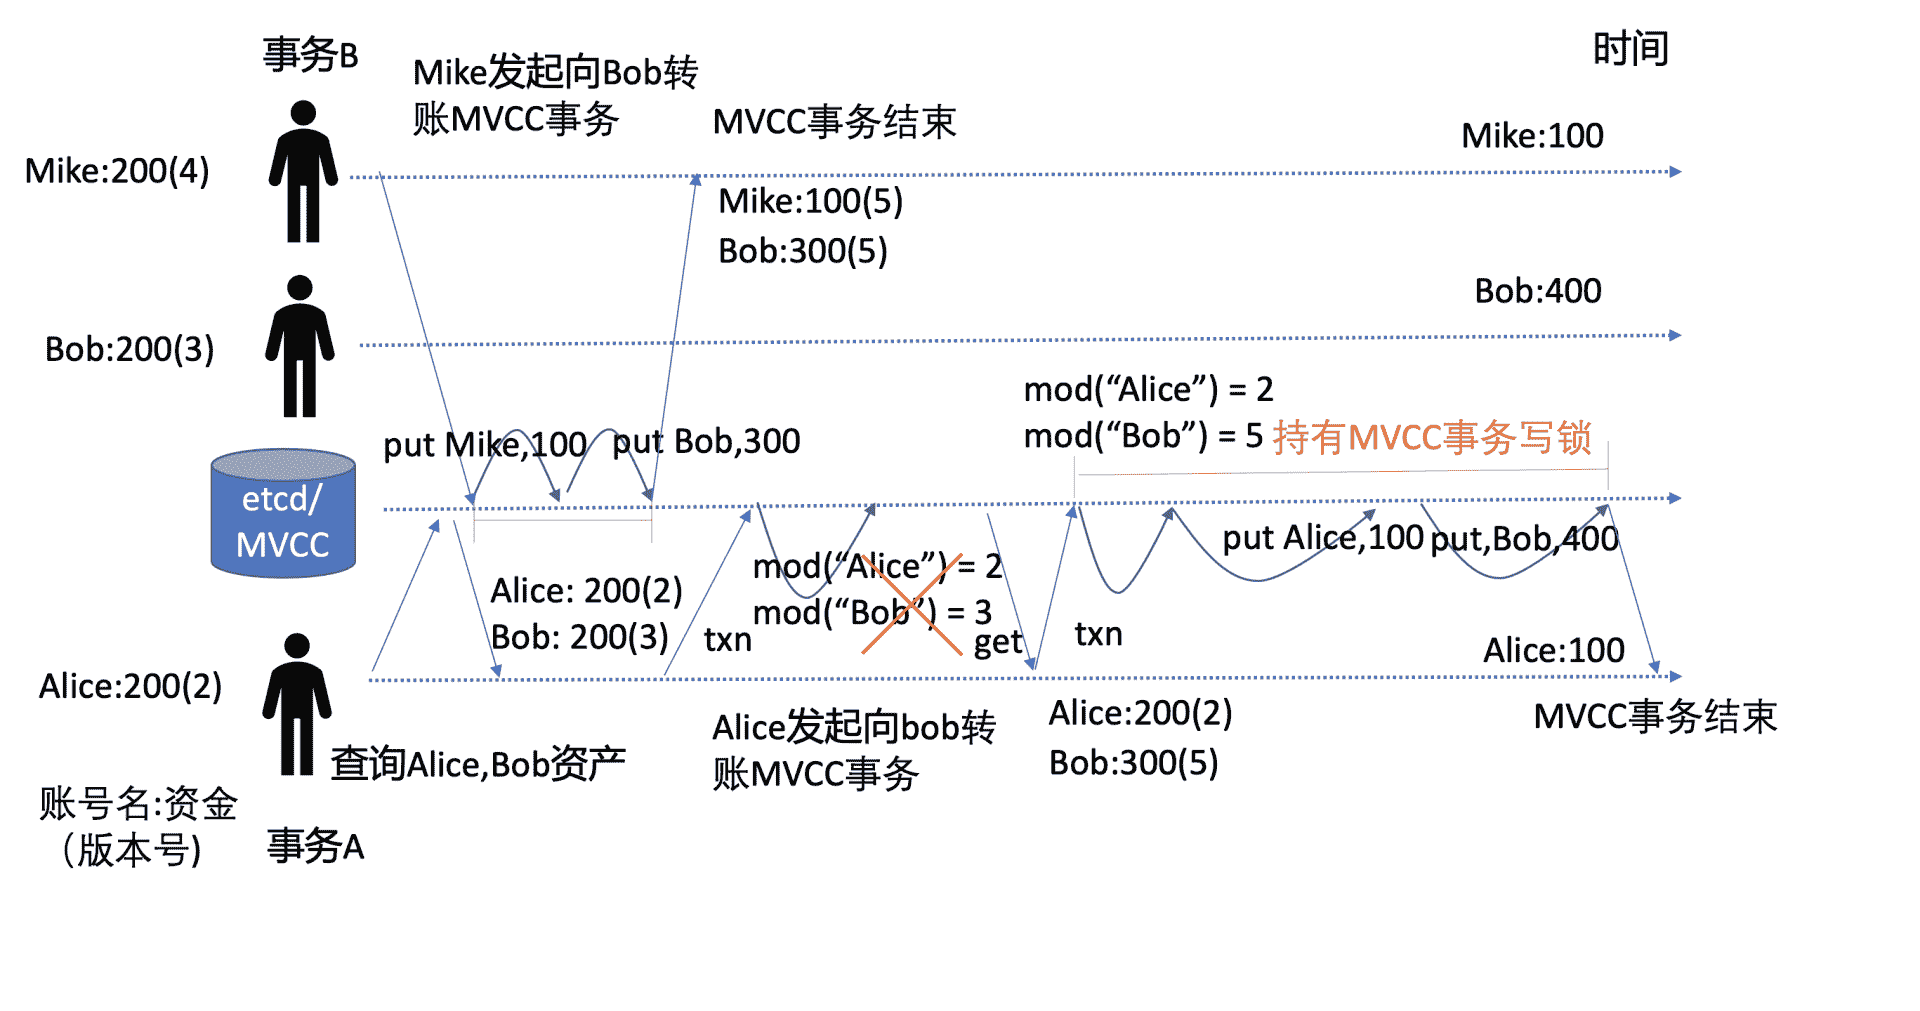 事务B
时间
Mike发起向Bob转
账MVCC事务
MVCC事务结束
Mike:100
Mike:200(4)
Mike:100(5)
Bob:300(5)
Bob:400
Bob:200(3)
mod(“Alice”) = 2
mod(“Bob”) = 5 持有MVCC事务写锁
put Mike,100
put Bob,300
etcd/
MVCC
put Alice,100
put,Bob,400
mod(“Alice”) = 2
mod(“Bob”) = 3
Alice: 200(2)
Bob: 200(3)
txn
get
txn
Alice:100
Alice:200(2)
Alice发起向bob转
账MVCC事务
Alice:200(2)
Bob:300(5)
MVCC事务结束
查询Alice,Bob资产
账号名:资金
（版本号)
事务A